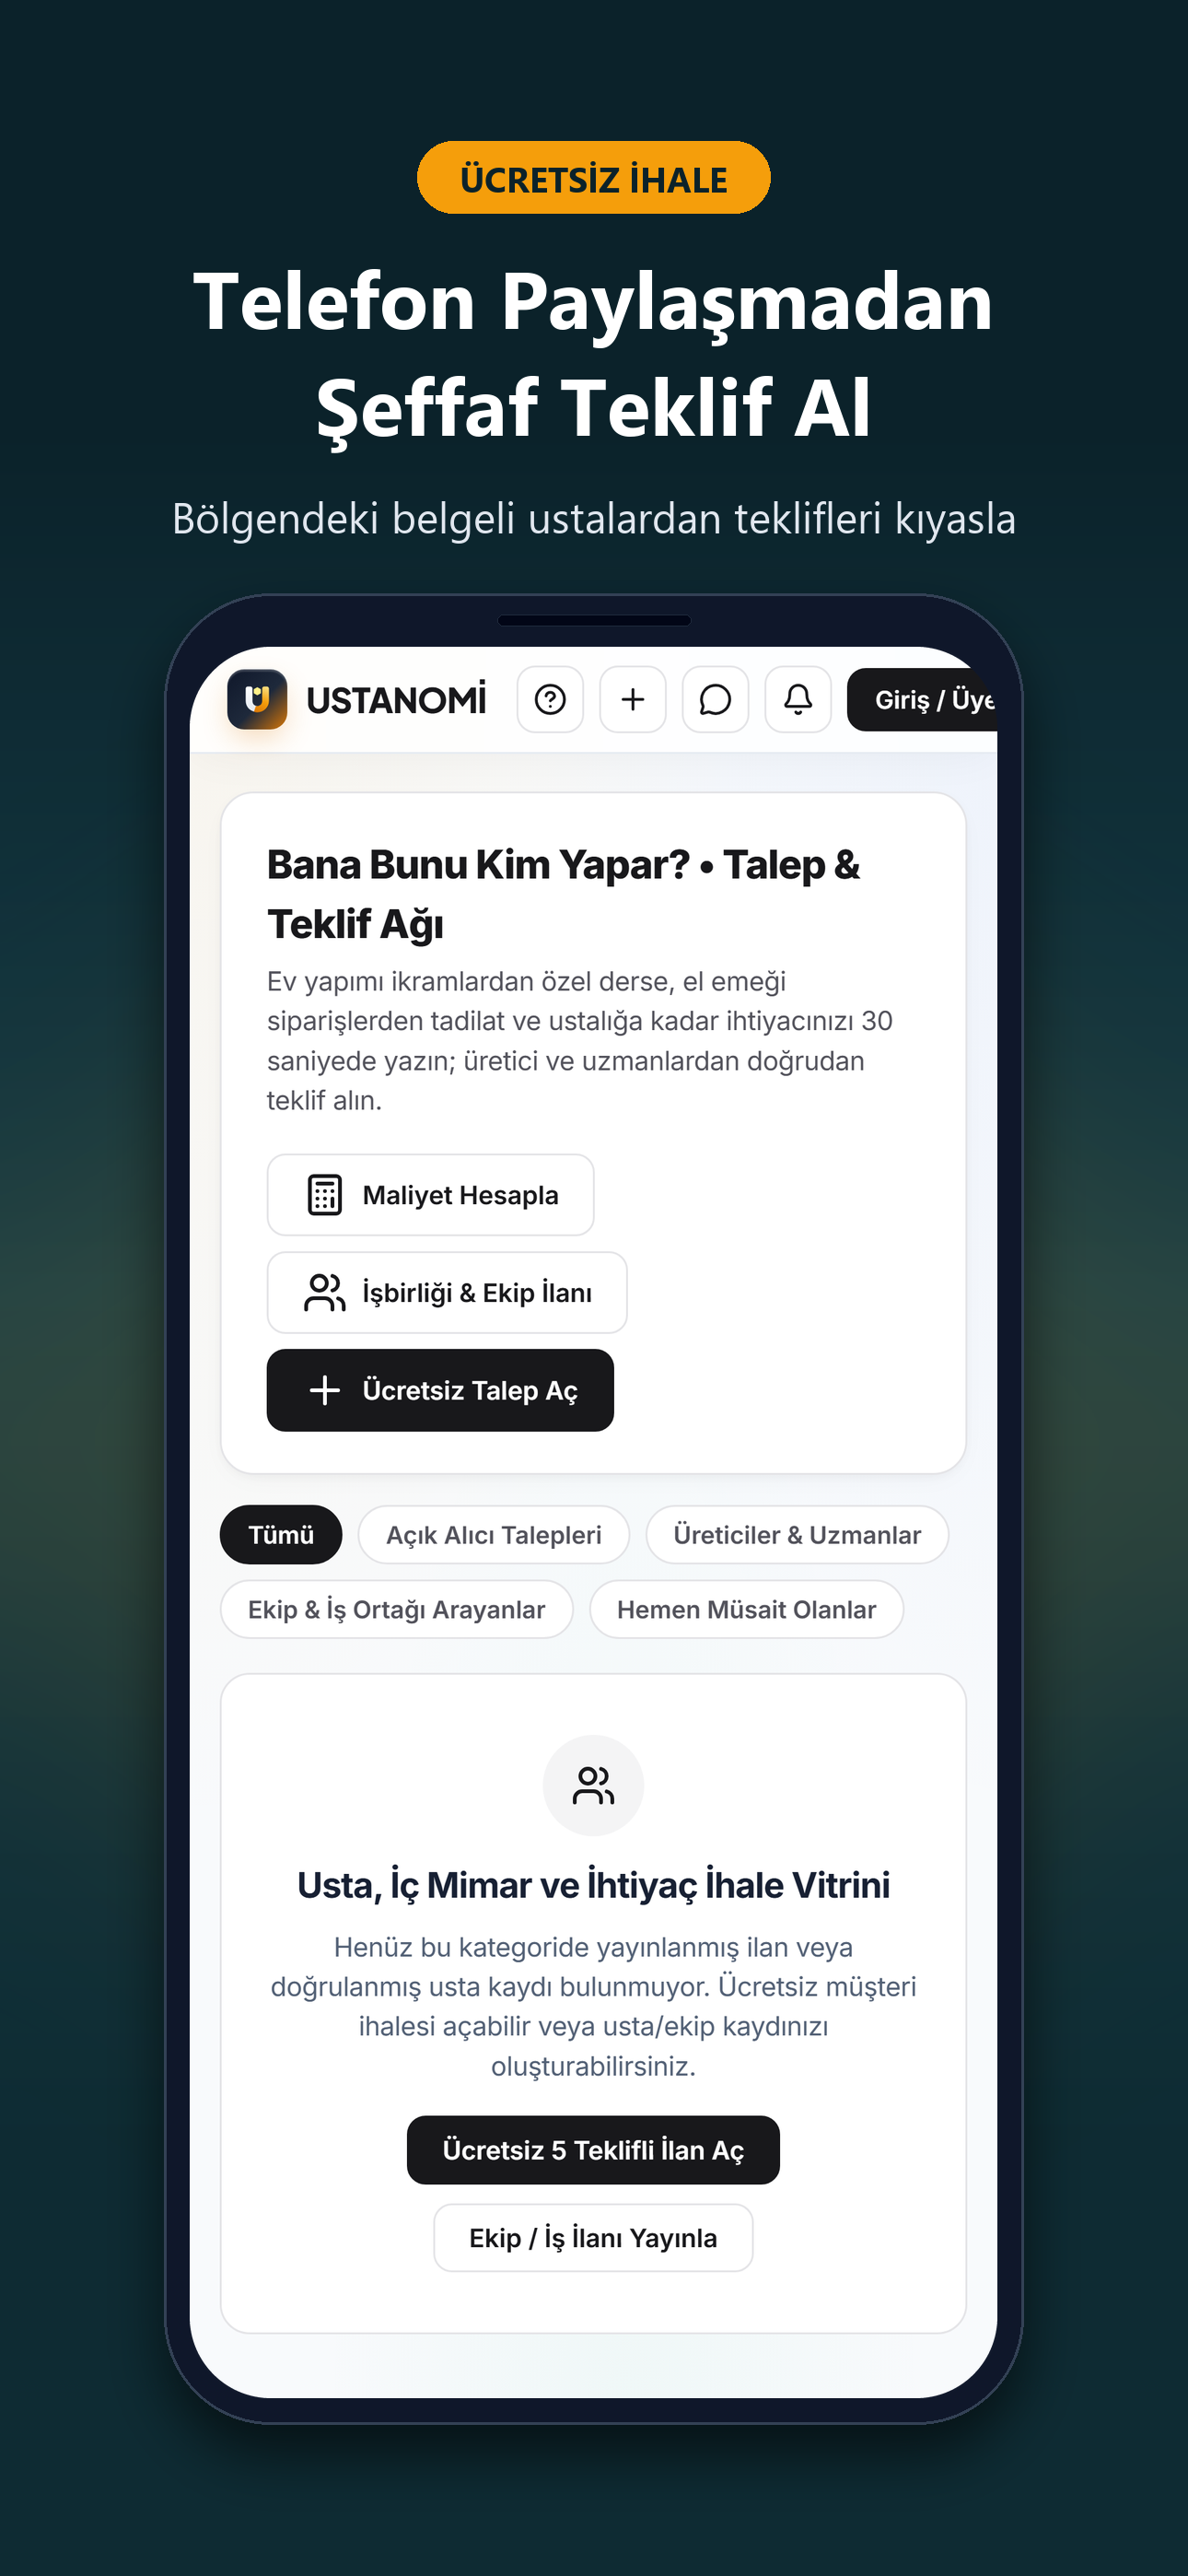 ÜCRETSİZ İHALE
Telefon Paylaşmadan
Şeffaf Teklif Al
Bölgendeki belgeli ustalardan teklifleri kıyasla
USTANOMİ
Giriş / Üye
Bana Bunu Kim Yapar? • Talep &
Teklif Ağı
Ev yapımı ikramlardan özel derse, el emeği
siparişlerden tadilat ve ustalığa kadar ihtiyacınızı 30
saniyede yazın; üretici ve uzmanlardan doğrudan
teklif alın.
Maliyet Hesapla
İşbirliği & Ekip İlanı
Ücretsiz Talep Aç
Tümü
Açık Alıcı Talepleri
Üreticiler & Uzmanlar
Ekip & İş Ortağı Arayanlar
Hemen Müsait Olanlar
Usta, İç Mimar ve İhtiyaç İhale Vitrini
Henüz bu kategoride yayınlanmış ilan veya
doğrulanmış usta kaydı bulunmuyor. Ücretsiz müşteri
ihalesi açabilir veya usta/ekip kaydınızı
oluşturabilirsiniz.
Ücretsiz 5 Teklifli İlan Aç
Ekip / İş İlanı Yayınla